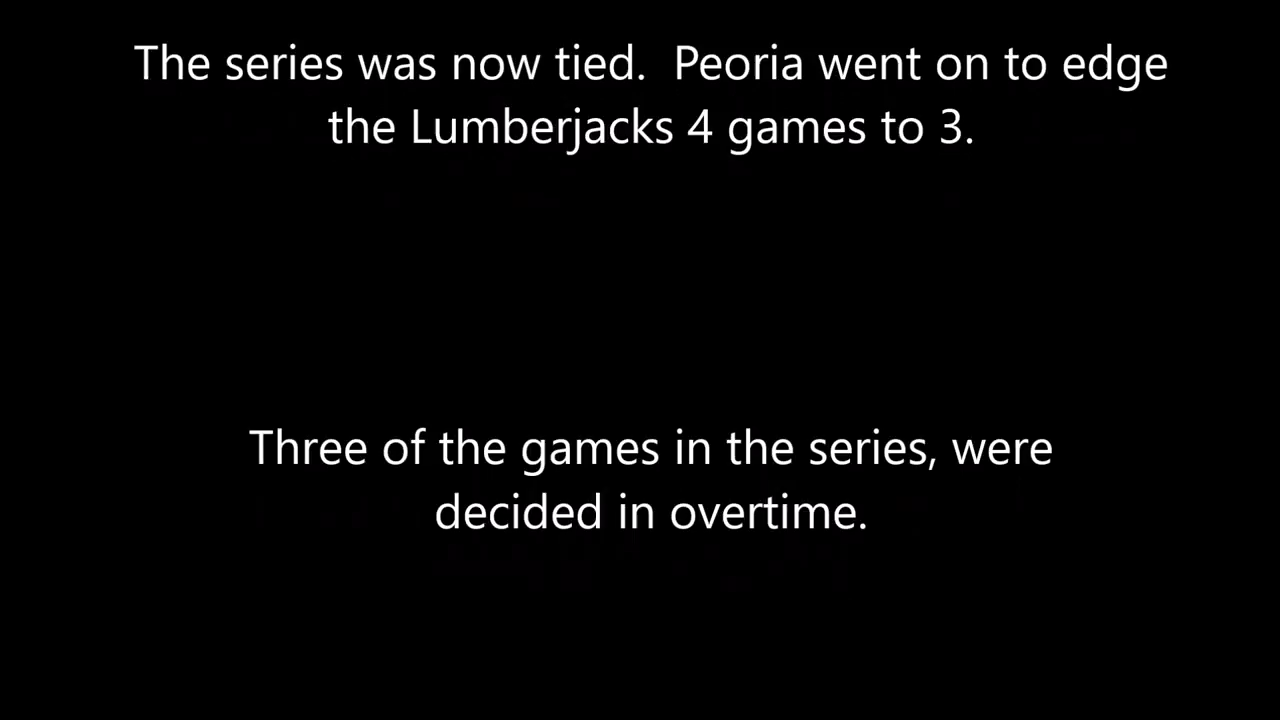 The series was now tied.  Peoria went on to edge
the Lumberjacks 4 games to 3.
Three of the games in the series, were
decided in overtime.